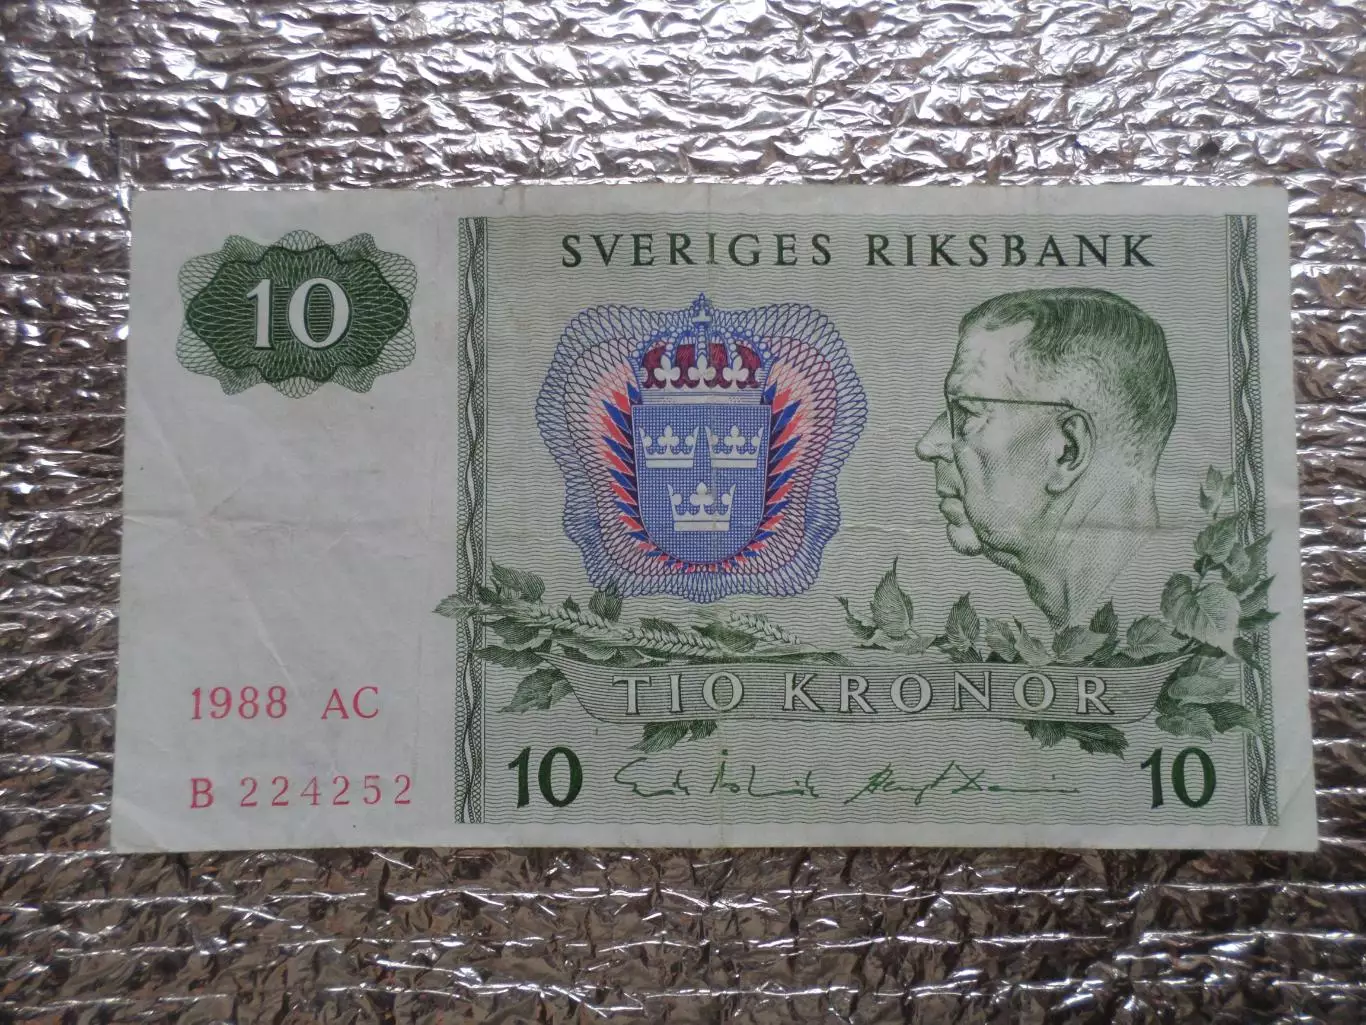 SVERIGES RIKSBANK
10
TIO KRONOR
1988 AC
B 224252
10
10